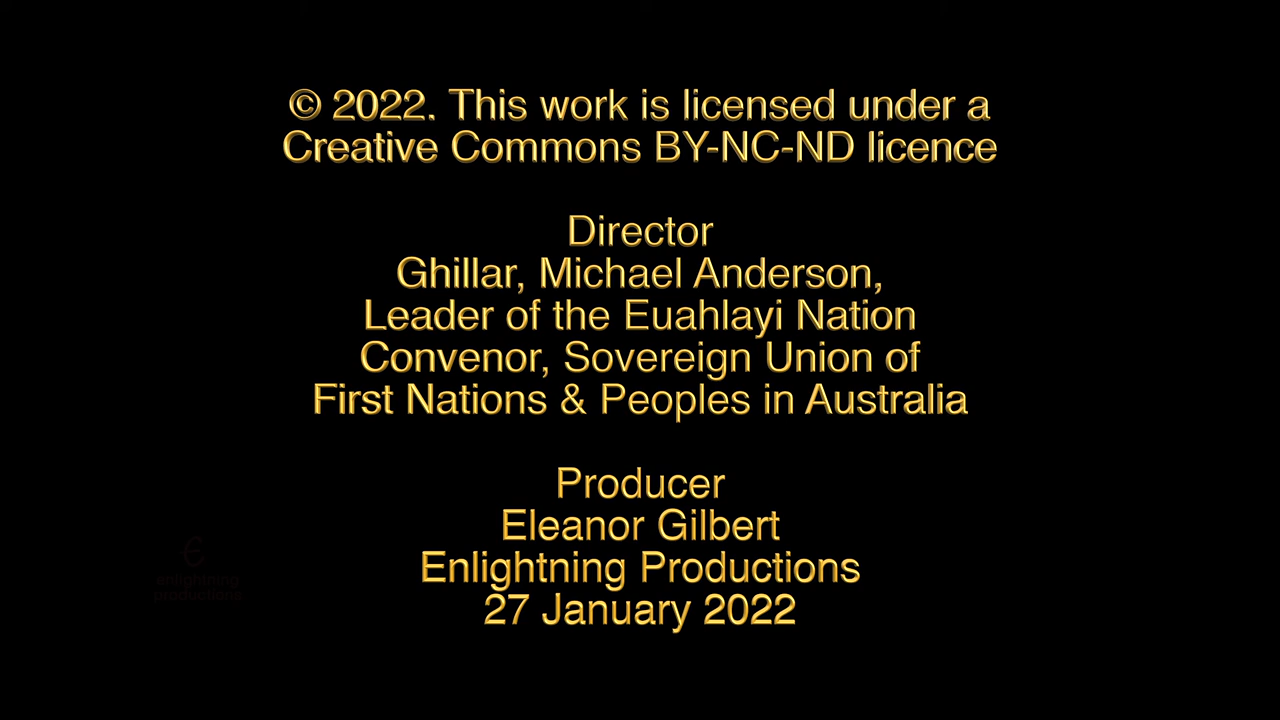 © 2022. This work is licensed under a
Creative Commons BY-NC-ND licence
Director
Ghillar, Michael Anderson,
Leader of the Euahlayi Nation
Convenor, Sovereign Union of
First Nations & Peoples in Australia
Producer
Eleanor Gilbert
Enlightning Productions
27 January 2022
enlightning
productions